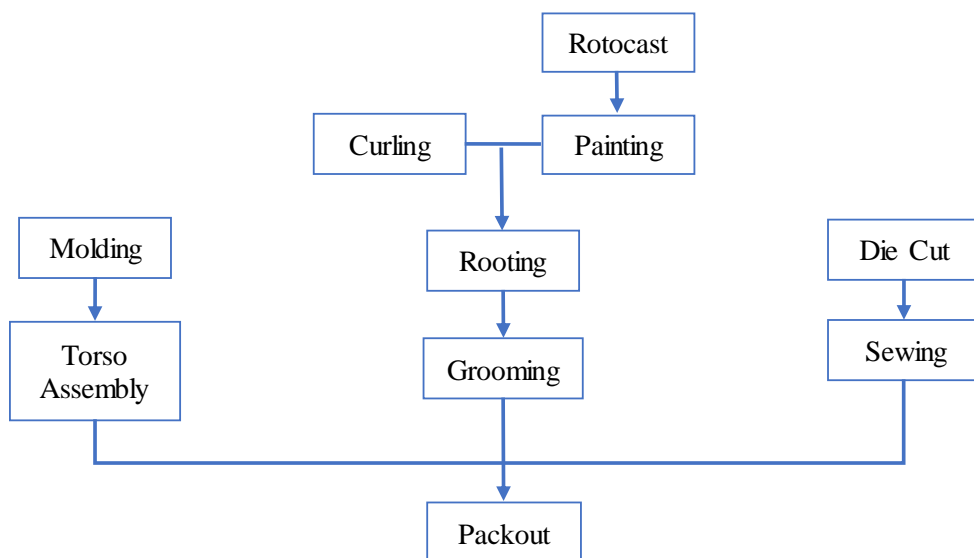 Rotocast
Curling
Painting
Molding
Rooting
Die Cut
Torso
Assembly
Grooming
Sewing
Packout